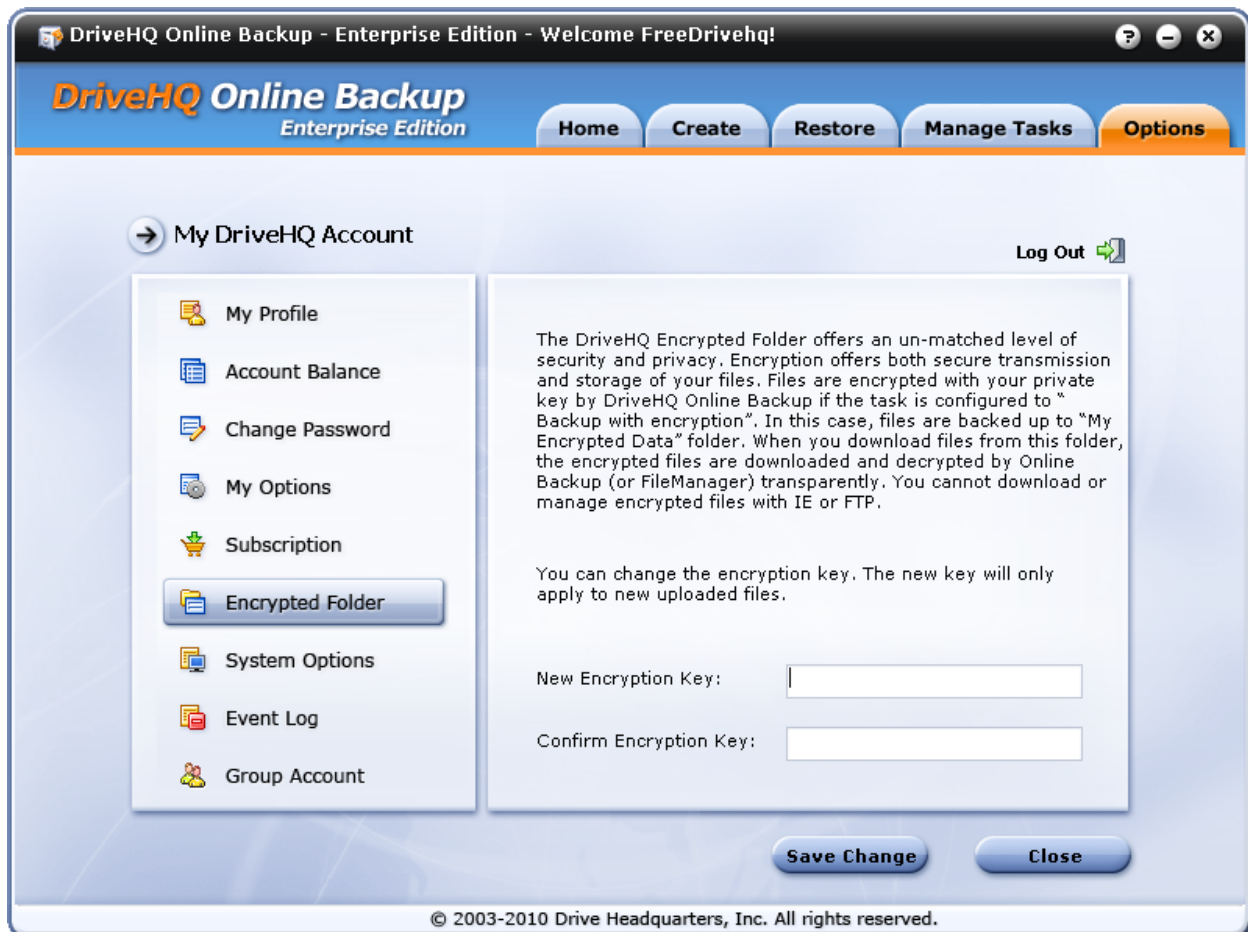 DriveHQ Online Backup - Enterprise Edition - Welcome FreeDrivehq!
DriveHQ Online Backup
Enterprise Edition
Home
Create
Restore
Manage Tasks
Options
My DriveHQ Account
Log Out
My Profile
Account Balance
Change Password
My Options
Subscription
Encrypted Folder
System Options
Event Log
Group Account
The DriveHQ Encrypted Folder offers an un-matched level of
security and privacy. Encryption offers both secure transmission
and storage of your files. Files are encrypted with your private
key by DriveHQ Online Backup if the task is configured to “
Backup with encryption”. In this case, files are backed up to “My
Encrypted Data” folder. When you download files from this folder,
the encrypted files are downloaded and decrypted by Online
Backup (or FileManager) transparently. You cannot download or
manage encrypted files with IE or FTP.
You can change the encryption key. The new key will only
apply to new uploaded files.
New Encryption Key:
Confirm Encryption Key:
Save Change
Close
© 2003-2010 Drive Headquarters, Inc. All rights reserved.